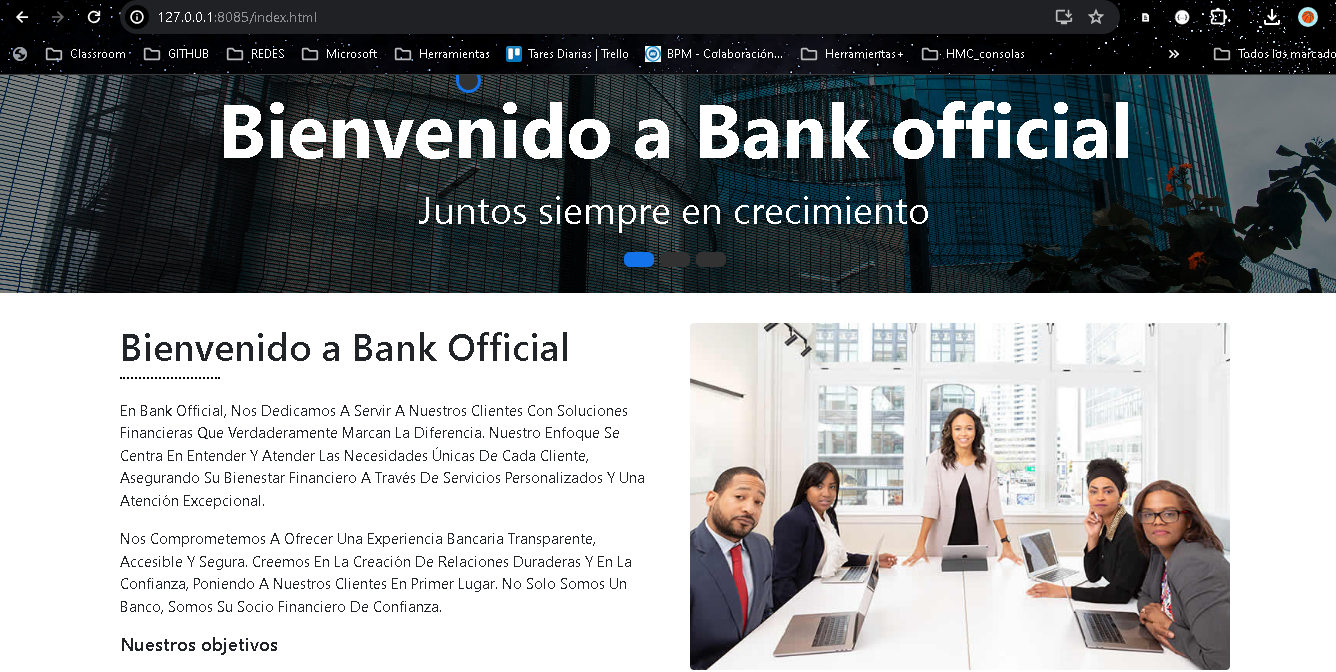 127.0.0.1:8085/index.html
Classroom GITHUB REDES Microsoft Herramientas Tares Diarias | Trello BPM - Colaboración... Herramientas+ HMC_consolas » Todos los marcado
Bienvenido a Bank official
Juntos siempre en crecimiento
Bienvenido a Bank Official
En Bank Official, Nos Dedicamos A Servir A Nuestros Clientes Con Soluciones
Financieras Que Verdaderamente Marcan La Diferencia. Nuestro Enfoque Se
Centra En Entender Y Atender Las Necesidades Únicas De Cada Cliente,
Asegurando Su Bienestar Financiero A Través De Servicios Personalizados Y Una
Atención Excepcional.
Nos Comprometemos A Ofrecer Una Experiencia Bancaria Transparente,
Accesible Y Segura. Creemos En La Creación De Relaciones Duraderas Y En La
Confianza, Poniendo A Nuestros Clientes En Primer Lugar. No Solo Somos Un
Banco, Somos Su Socio Financiero De Confianza.
Nuestros objetivos